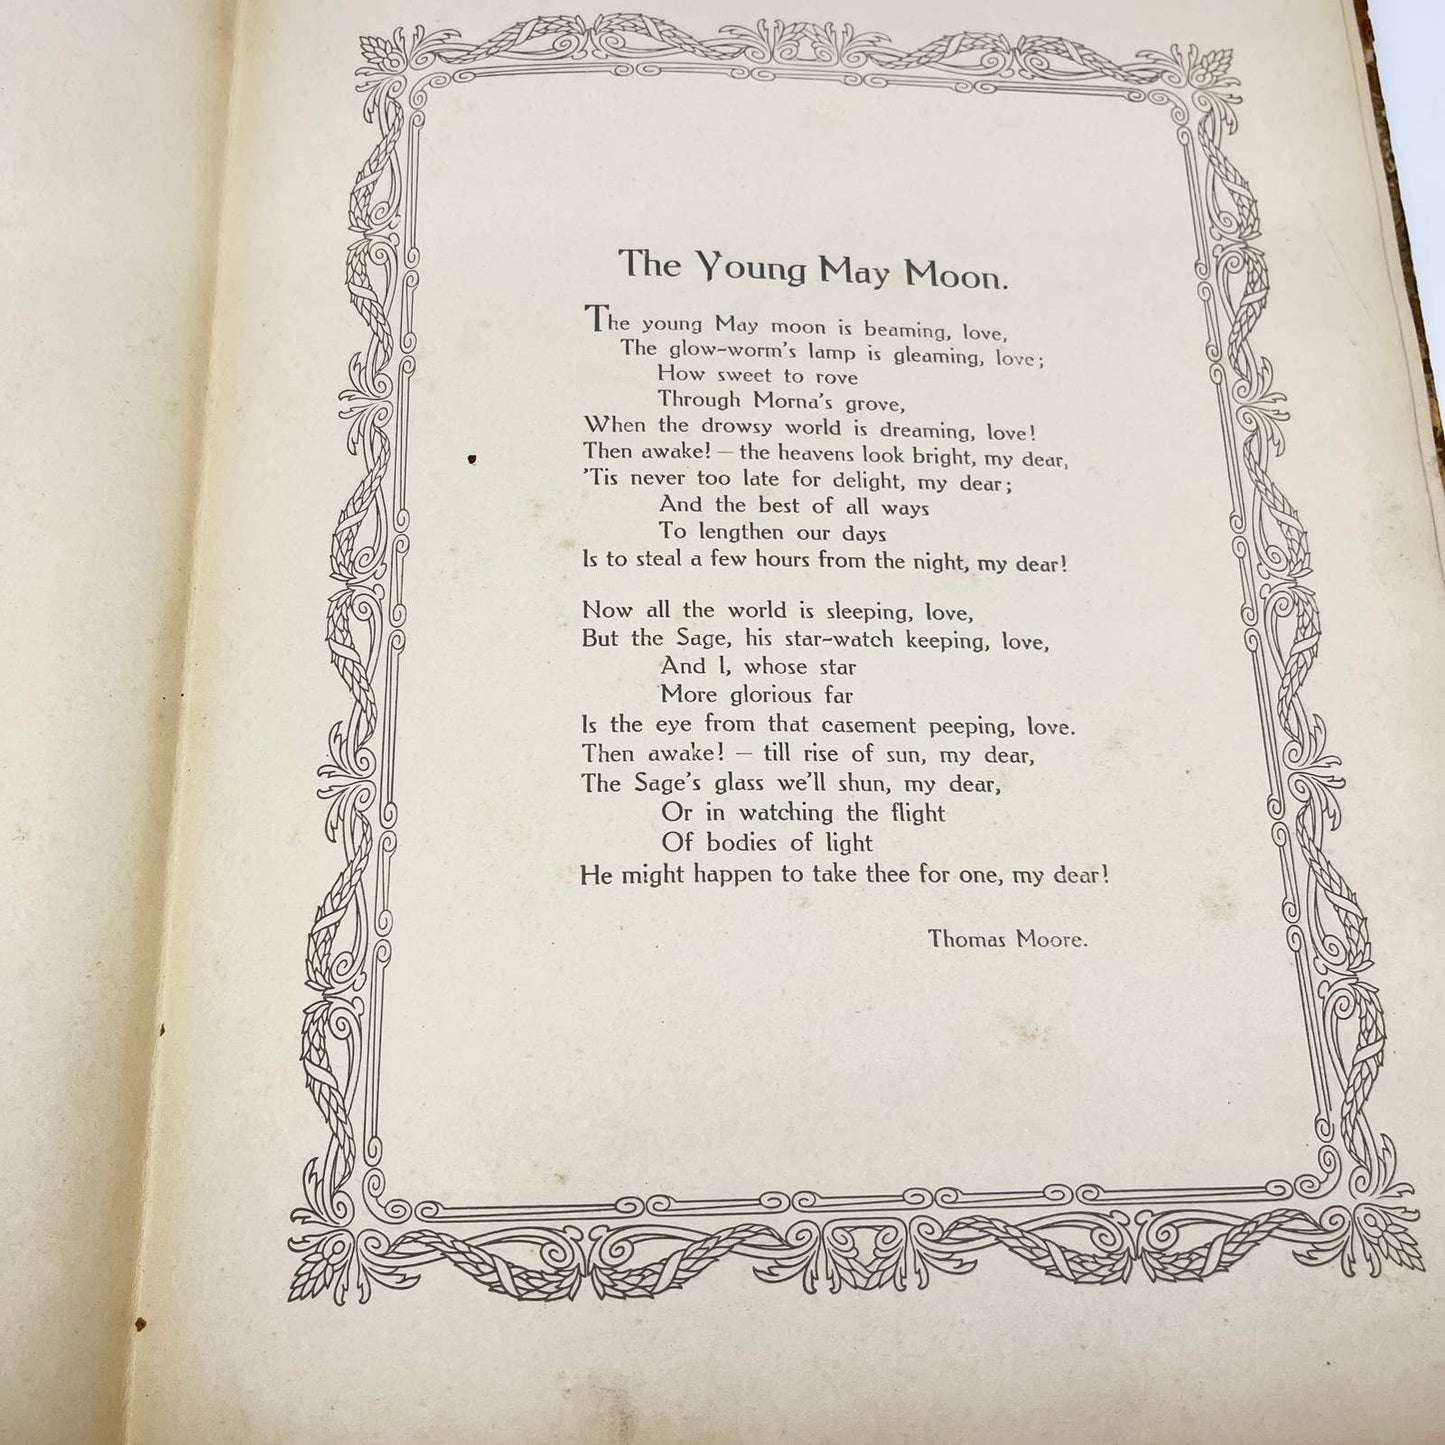 The Young May Moon.
The young May moon is beaming, love,
The glow-worm's lamp is gleaming, love;
How sweet to rove
Through Morna's grove,
When the drowsy world is dreaming, love!
Then awake! — the heavens look bright, my dear,
'Tis never too late for delight, my dear;
And the best of all ways
To lengthen our days
Is to steal a few hours from the night, my dear!
Now all the world is sleeping, love,
But the Sage, his star-watch keeping, love,
And I, whose star
More glorious far
Is the eye from that casement peeping, love.
Then awake! — till rise of sun, my dear,
The Sage's glass we'll shun, my dear,
Or in watching the flight
Of bodies of light
He might happen to take thee for one, my dear!
Thomas Moore.